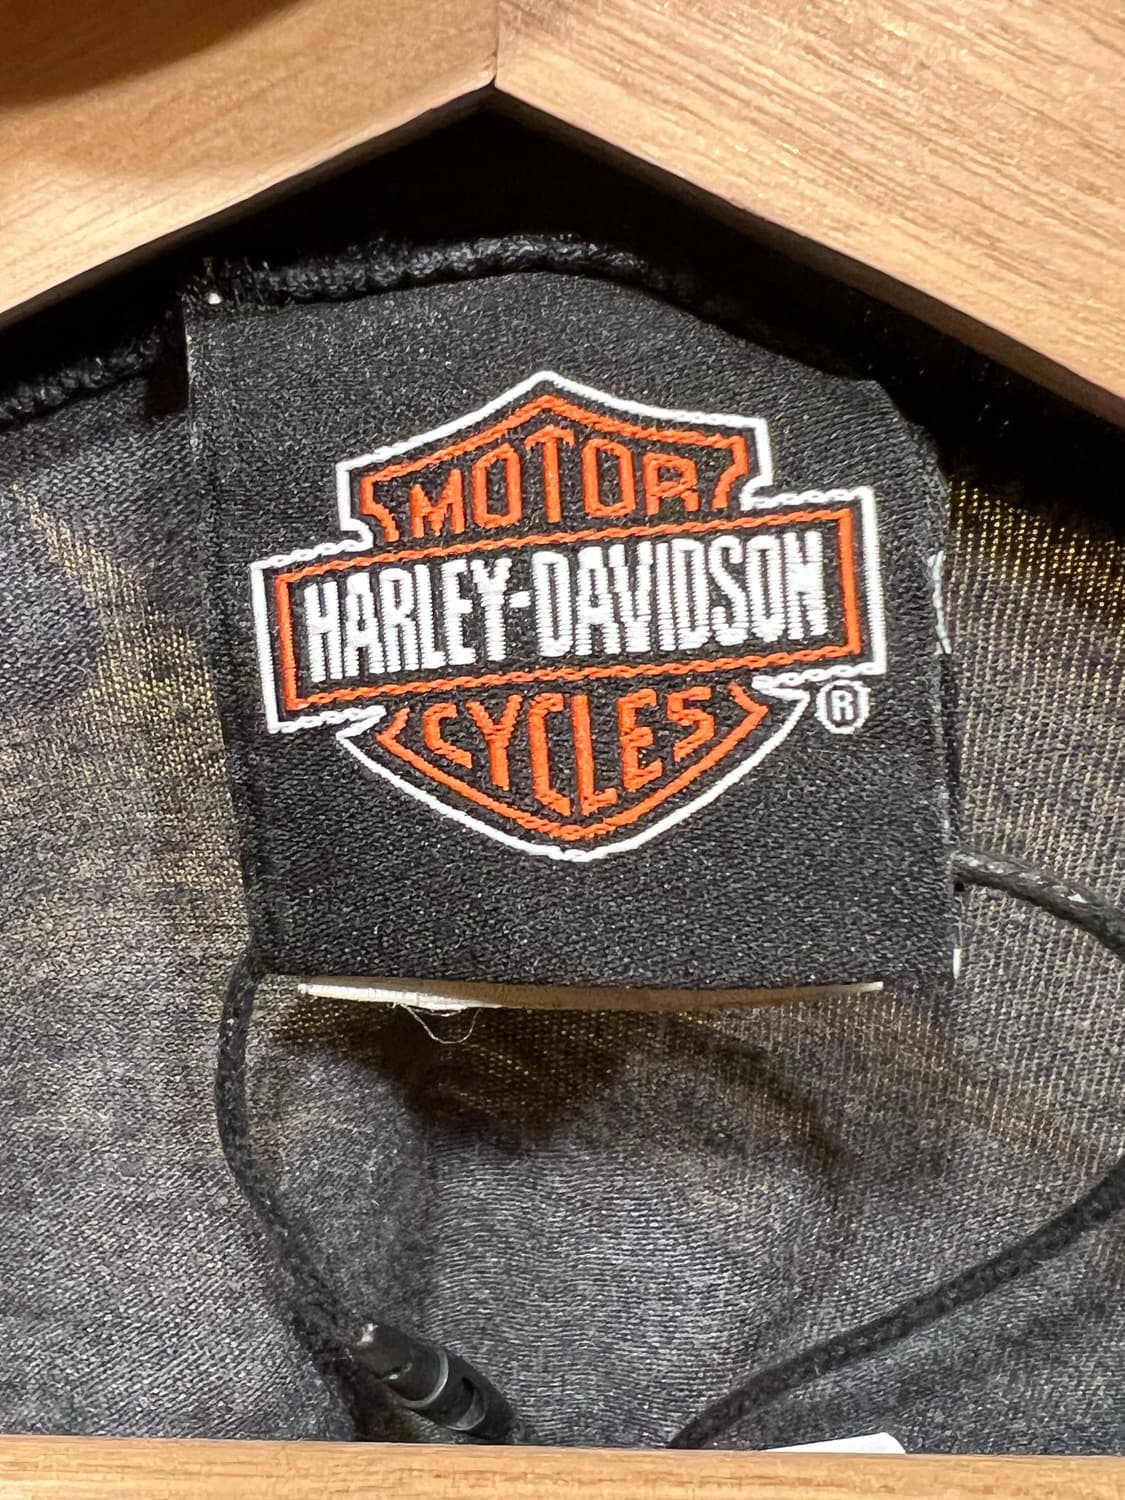 MOTOR
HARLEY-DAVIDSON
CYCLES
®